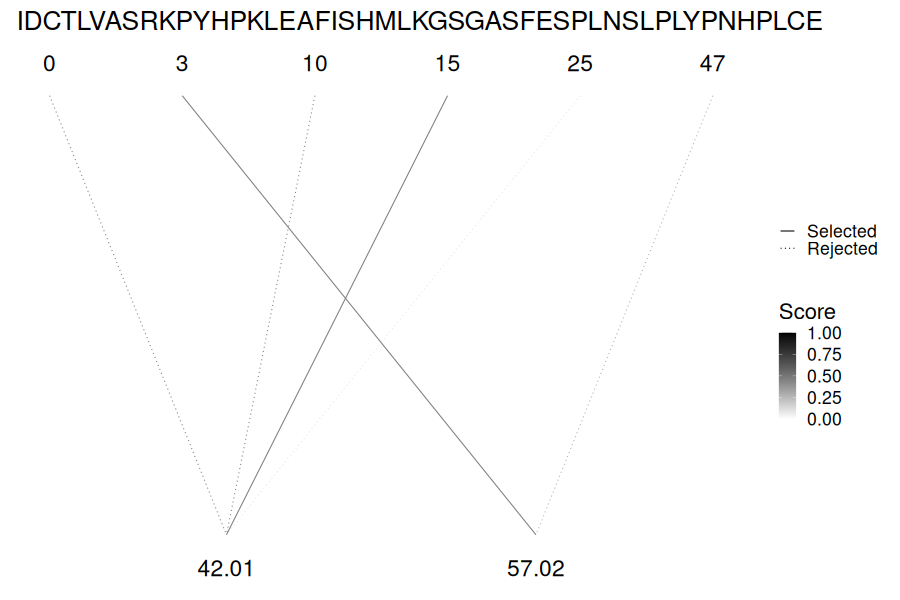 IDCTLVASRKPYHPKLEAFISHMLKGSGASFESPLNSLPLYPNHPLCE
0 3 10 15 25 47
Selected
Rejected
Score
1.00
0.75
0.50
0.25
0.00
42.01 57.02